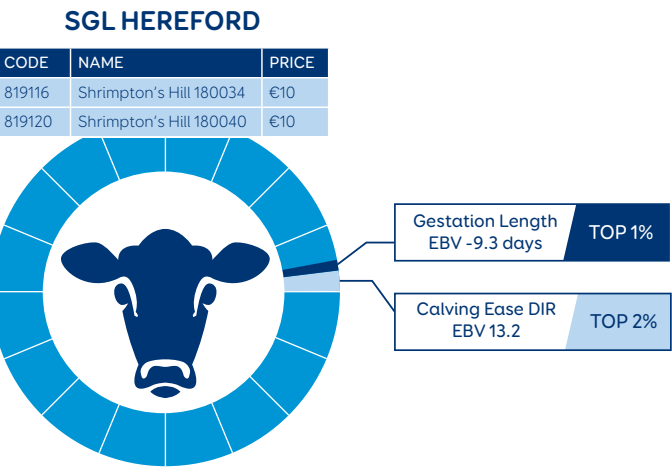 SGL HEREFORD
CODE NAME PRICE
819116 Shrimpton's Hill 180034 €10
819120 Shrimpton's Hill 180040 €10
Gestation Length
EBV -9.3 days
TOP 1%
Calving Ease DIR
EBV 13.2
TOP 2%